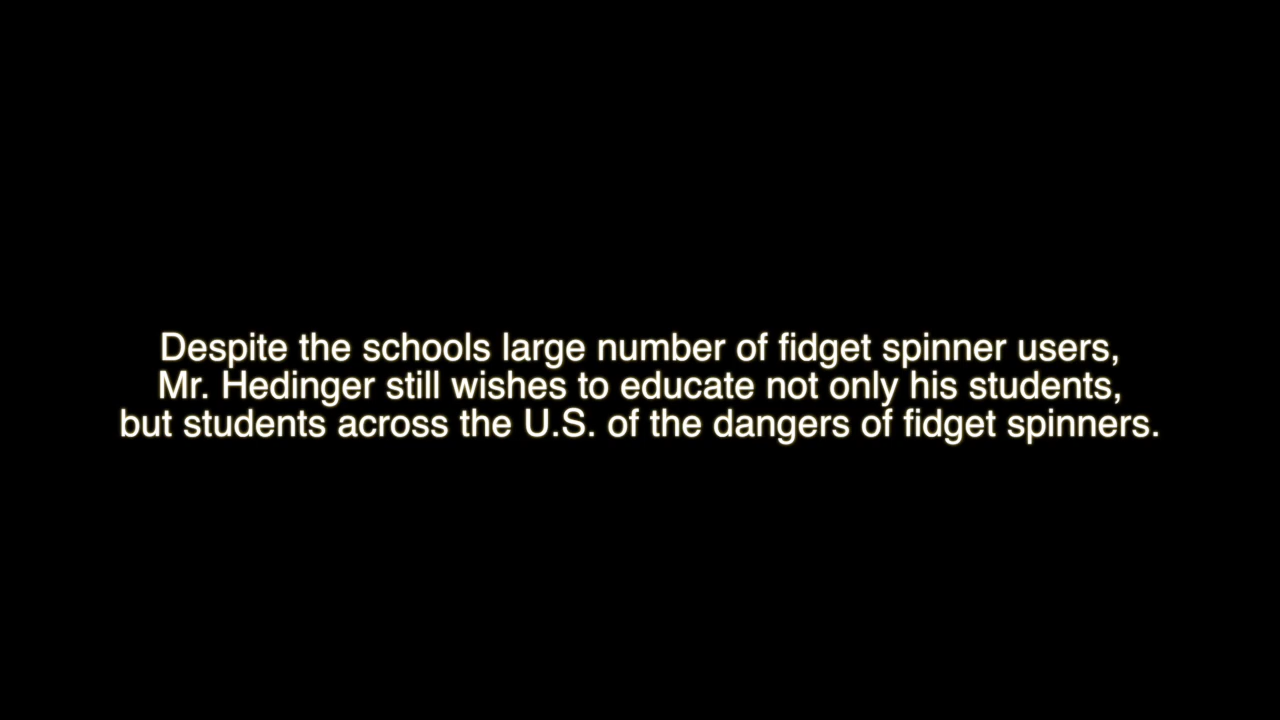 Despite the schools large number of fidget spinner users,
Mr. Hedinger still wishes to educate not only his students,
but students across the U.S. of the dangers of fidget spinners.